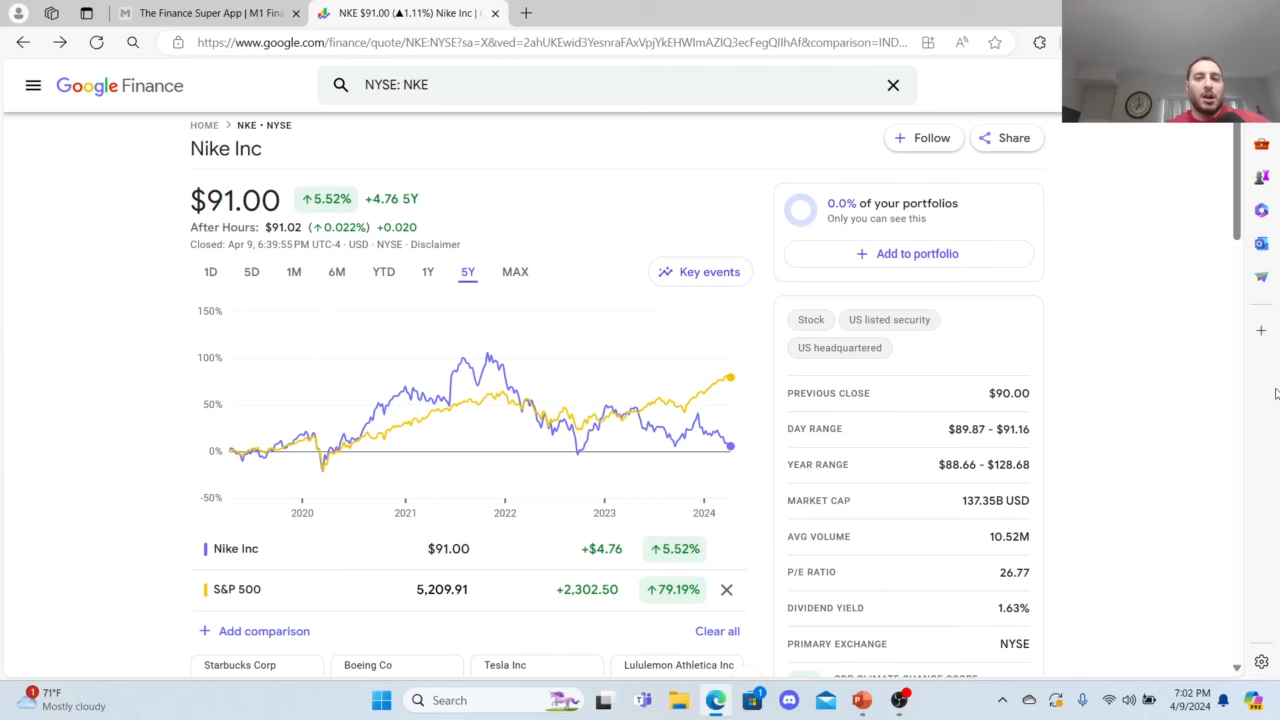 The Finance Super | M1 Fina
NKE $91.00 (▲1.11%) Nike Inc |
https://www.google.com/finance/quote/NKE:NYSE?sa=X&ved=2ahUKEwid3YesnraFAxVpjYkEHWlmAZIQ3ecFegQIIhAf&comparison=IND...
Google Finance
NYSE: NKE
HOME > NKE • NYSE
Nike Inc
Follow
Share
$91.00 ↑5.52% +4.76 5Y
After Hours: $91.02 (↑0.022%) +0.020
Closed: Apr 9, 6:39:55 PM UTC-4 · USD · NYSE · Disclaimer
1D 5D 1M 6M YTD 1Y 5Y MAX
Key events
150%
100%
50%
0%
-50%
2020 2021 2022 2023 2024
Nike Inc $91.00 +$4.76 ↑5.52%
S&P 500 5,209.91 +2,302.50 ↑79.19%
+ Add comparison
Clear all
Starbucks Corp
Boeing Co
Tesla Inc
Lululemon Athletica Inc
0.0% of your portfolios
Only you can see this
+ Add to portfolio
Stock
US listed security
US headquartered
PREVIOUS CLOSE $90.00
DAY RANGE $89.87 - $91.16
YEAR RANGE $88.66 - $128.68
MARKET CAP 137.35B USD
AVG VOLUME 10.52M
P/E RATIO 26.77
DIVIDEND YIELD 1.63%
PRIMARY EXCHANGE NYSE
CDP CLIMATE CHANGE SCORE
1
71°F
Mostly cloudy
Search
1
PRE
7:02 PM
4/9/2024